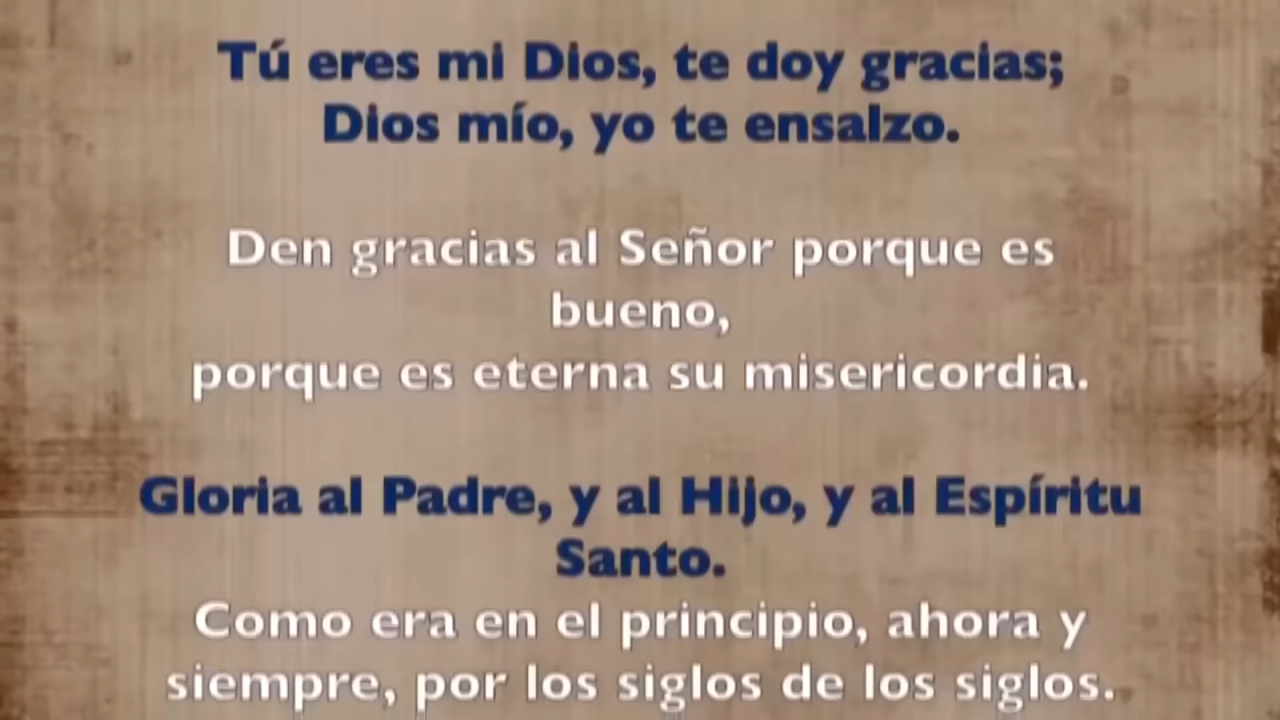 Tú eres mi Dios, te doy gracias;
Dios mío, yo te ensalzo.
Den gracias al Señor porque es
bueno,
porque es eterna su misericordia.
Gloria al Padre, y al Hijo, y al Espíritu
Santo.
Como era en el principio, ahora y
siempre, por los siglos de los siglos.